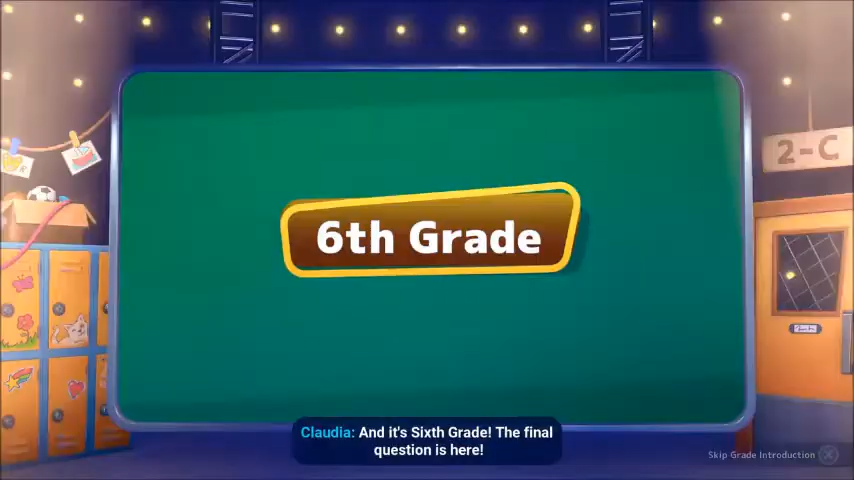 2-C
6th Grade
Claudia: And it's Sixth Grade! The final
question is here!
Skip Grade Introduction